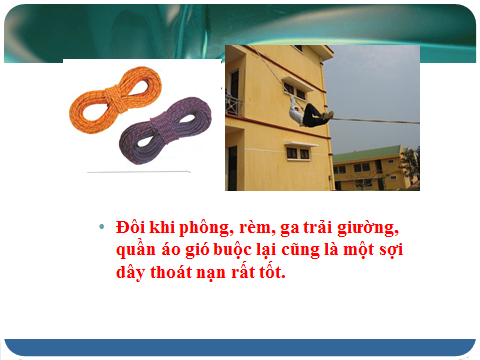 Đôi khi phông, rèm, ga trải giường,
quần áo gió buộc lại cũng là một sợi
dây thoát nạn rất tốt.